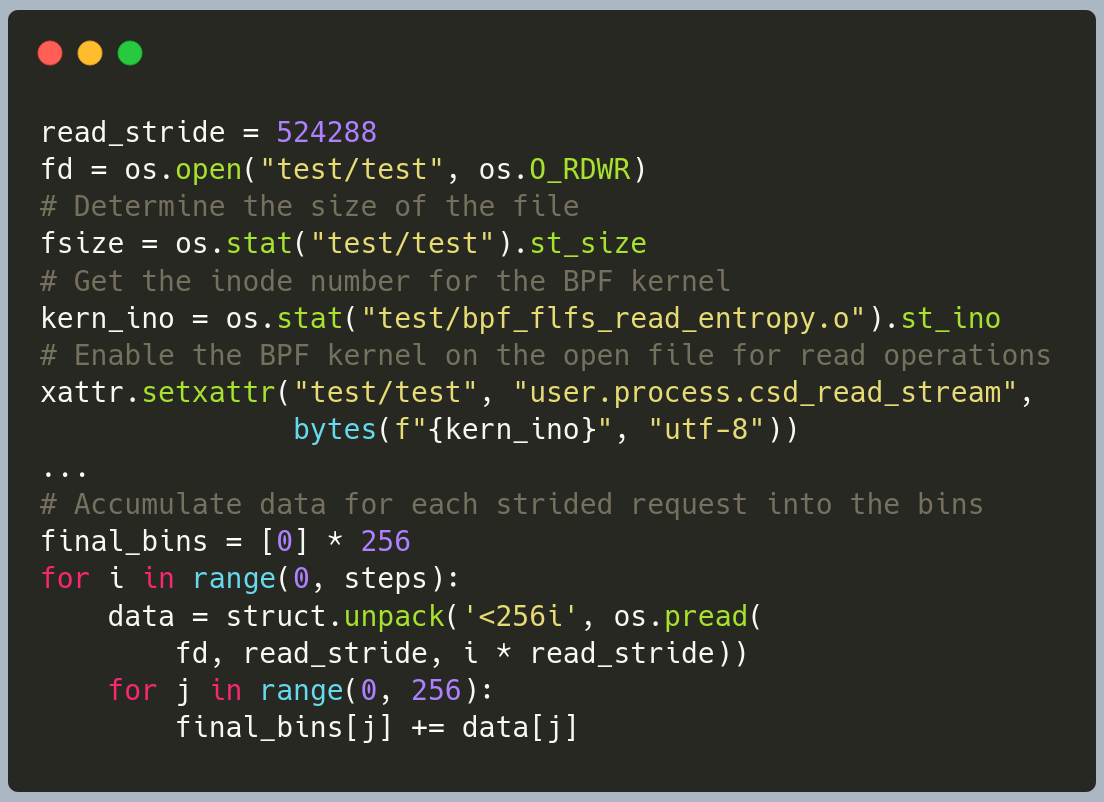 read_stride = 524288
fd = os.open("test/test", os.O_RDWR)
# Determine the size of the file
fsize = os.stat("test/test").st_size
# Get the inode number for the BPF kernel
kern_ino = os.stat("test/bpf_flfs_read_entropy.o").st_ino
# Enable the BPF kernel on the open file for read operations
xattr.setxattr("test/test", "user.process.csd_read_stream",
               bytes(f"{kern_ino}", "utf-8"))
...
# Accumulate data for each strided request into the bins
final_bins = [0] * 256
for i in range(0, steps):
    data = struct.unpack('<256i', os.pread(
        fd, read_stride, i * read_stride))
    for j in range(0, 256):
        final_bins[j] += data[j]